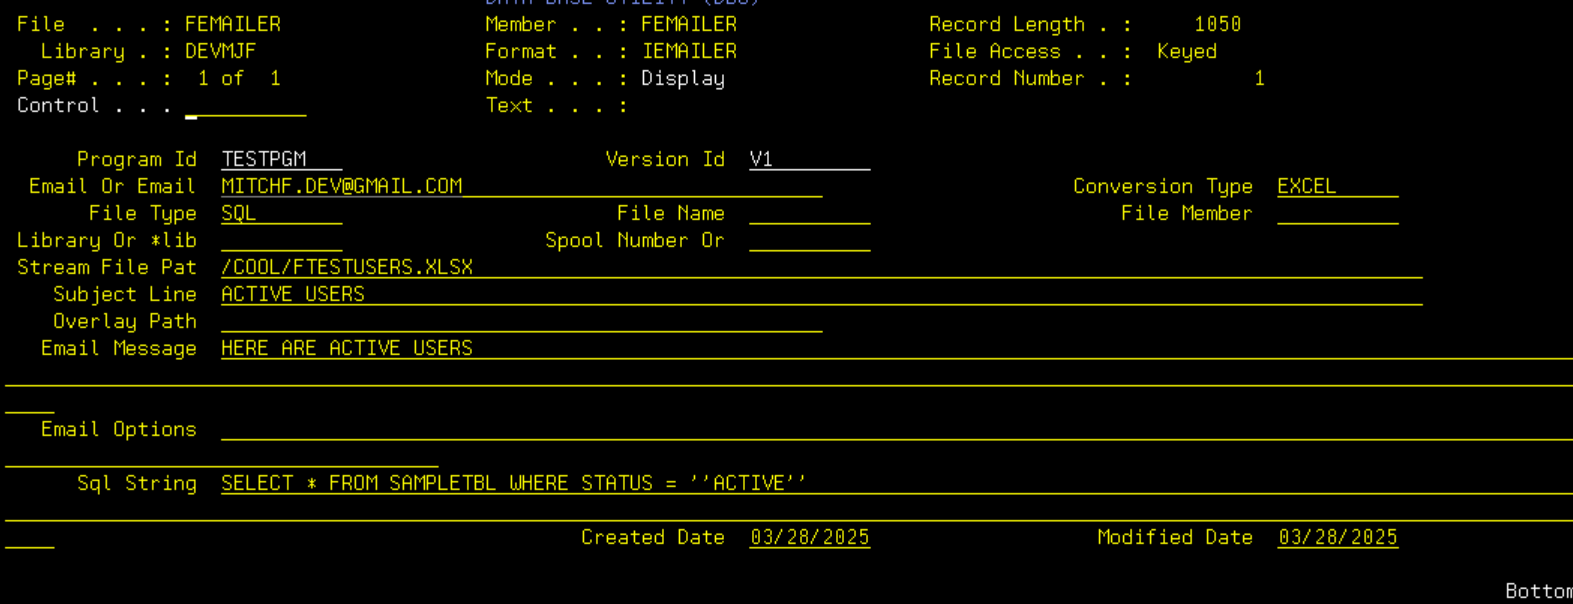 DATA BASE UTILITY (DBU)
File  . . . : FEMAILER Member . . : FEMAILER Record Length . : 1050
Library . : DEVMJF Format . . : IEMAILER File Access . . : Keyed
Page# . . . : 1 of 1 Mode . . . : Display Record Number . : 1
Control . . . Text . . . :
Program Id TESTPGM Version Id V1
Email Or Email MITCHF.DEV@GMAIL.COM Conversion Type EXCEL
File Type SQL File Name File Member
Library Or *lib Spool Number Or
Stream File Pat /COOL/FTESTUSERS.XLSX
Subject Line ACTIVE USERS
Overlay Path
Email Message HERE ARE ACTIVE USERS
Email Options
Sql String SELECT * FROM SAMPLETBL WHERE STATUS = ''ACTIVE''
Created Date 03/28/2025 Modified Date 03/28/2025
Bottom